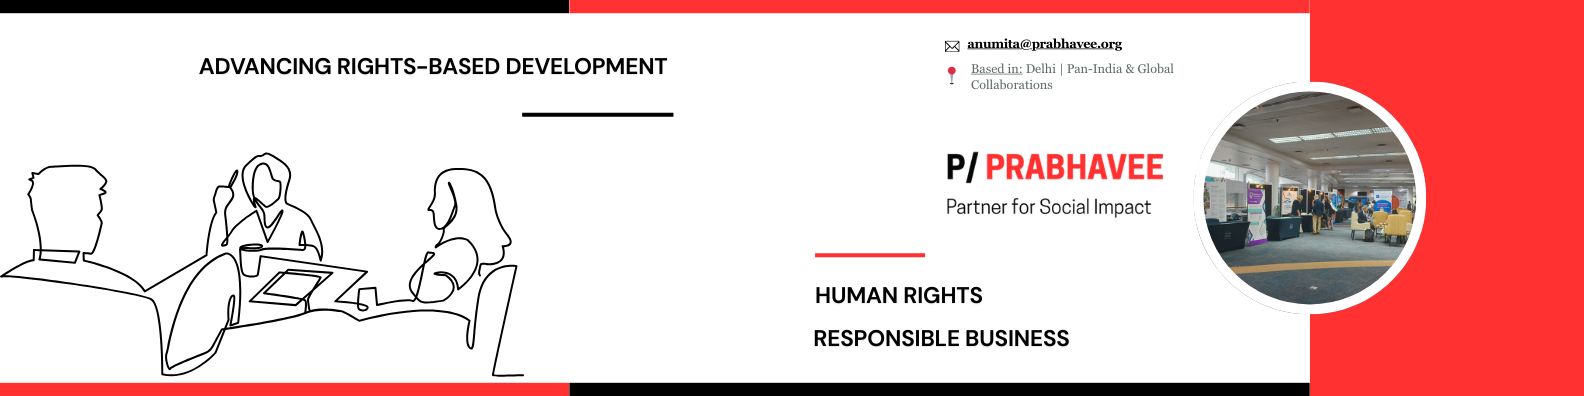 ADVANCING RIGHTS-BASED DEVELOPMENT
anumita@prabhavee.org
Based in: Delhi | Pan-India & Global
Collaborations
P/ PRABHAVEE
Partner for Social Impact
HUMAN RIGHTS
RESPONSIBLE BUSINESS